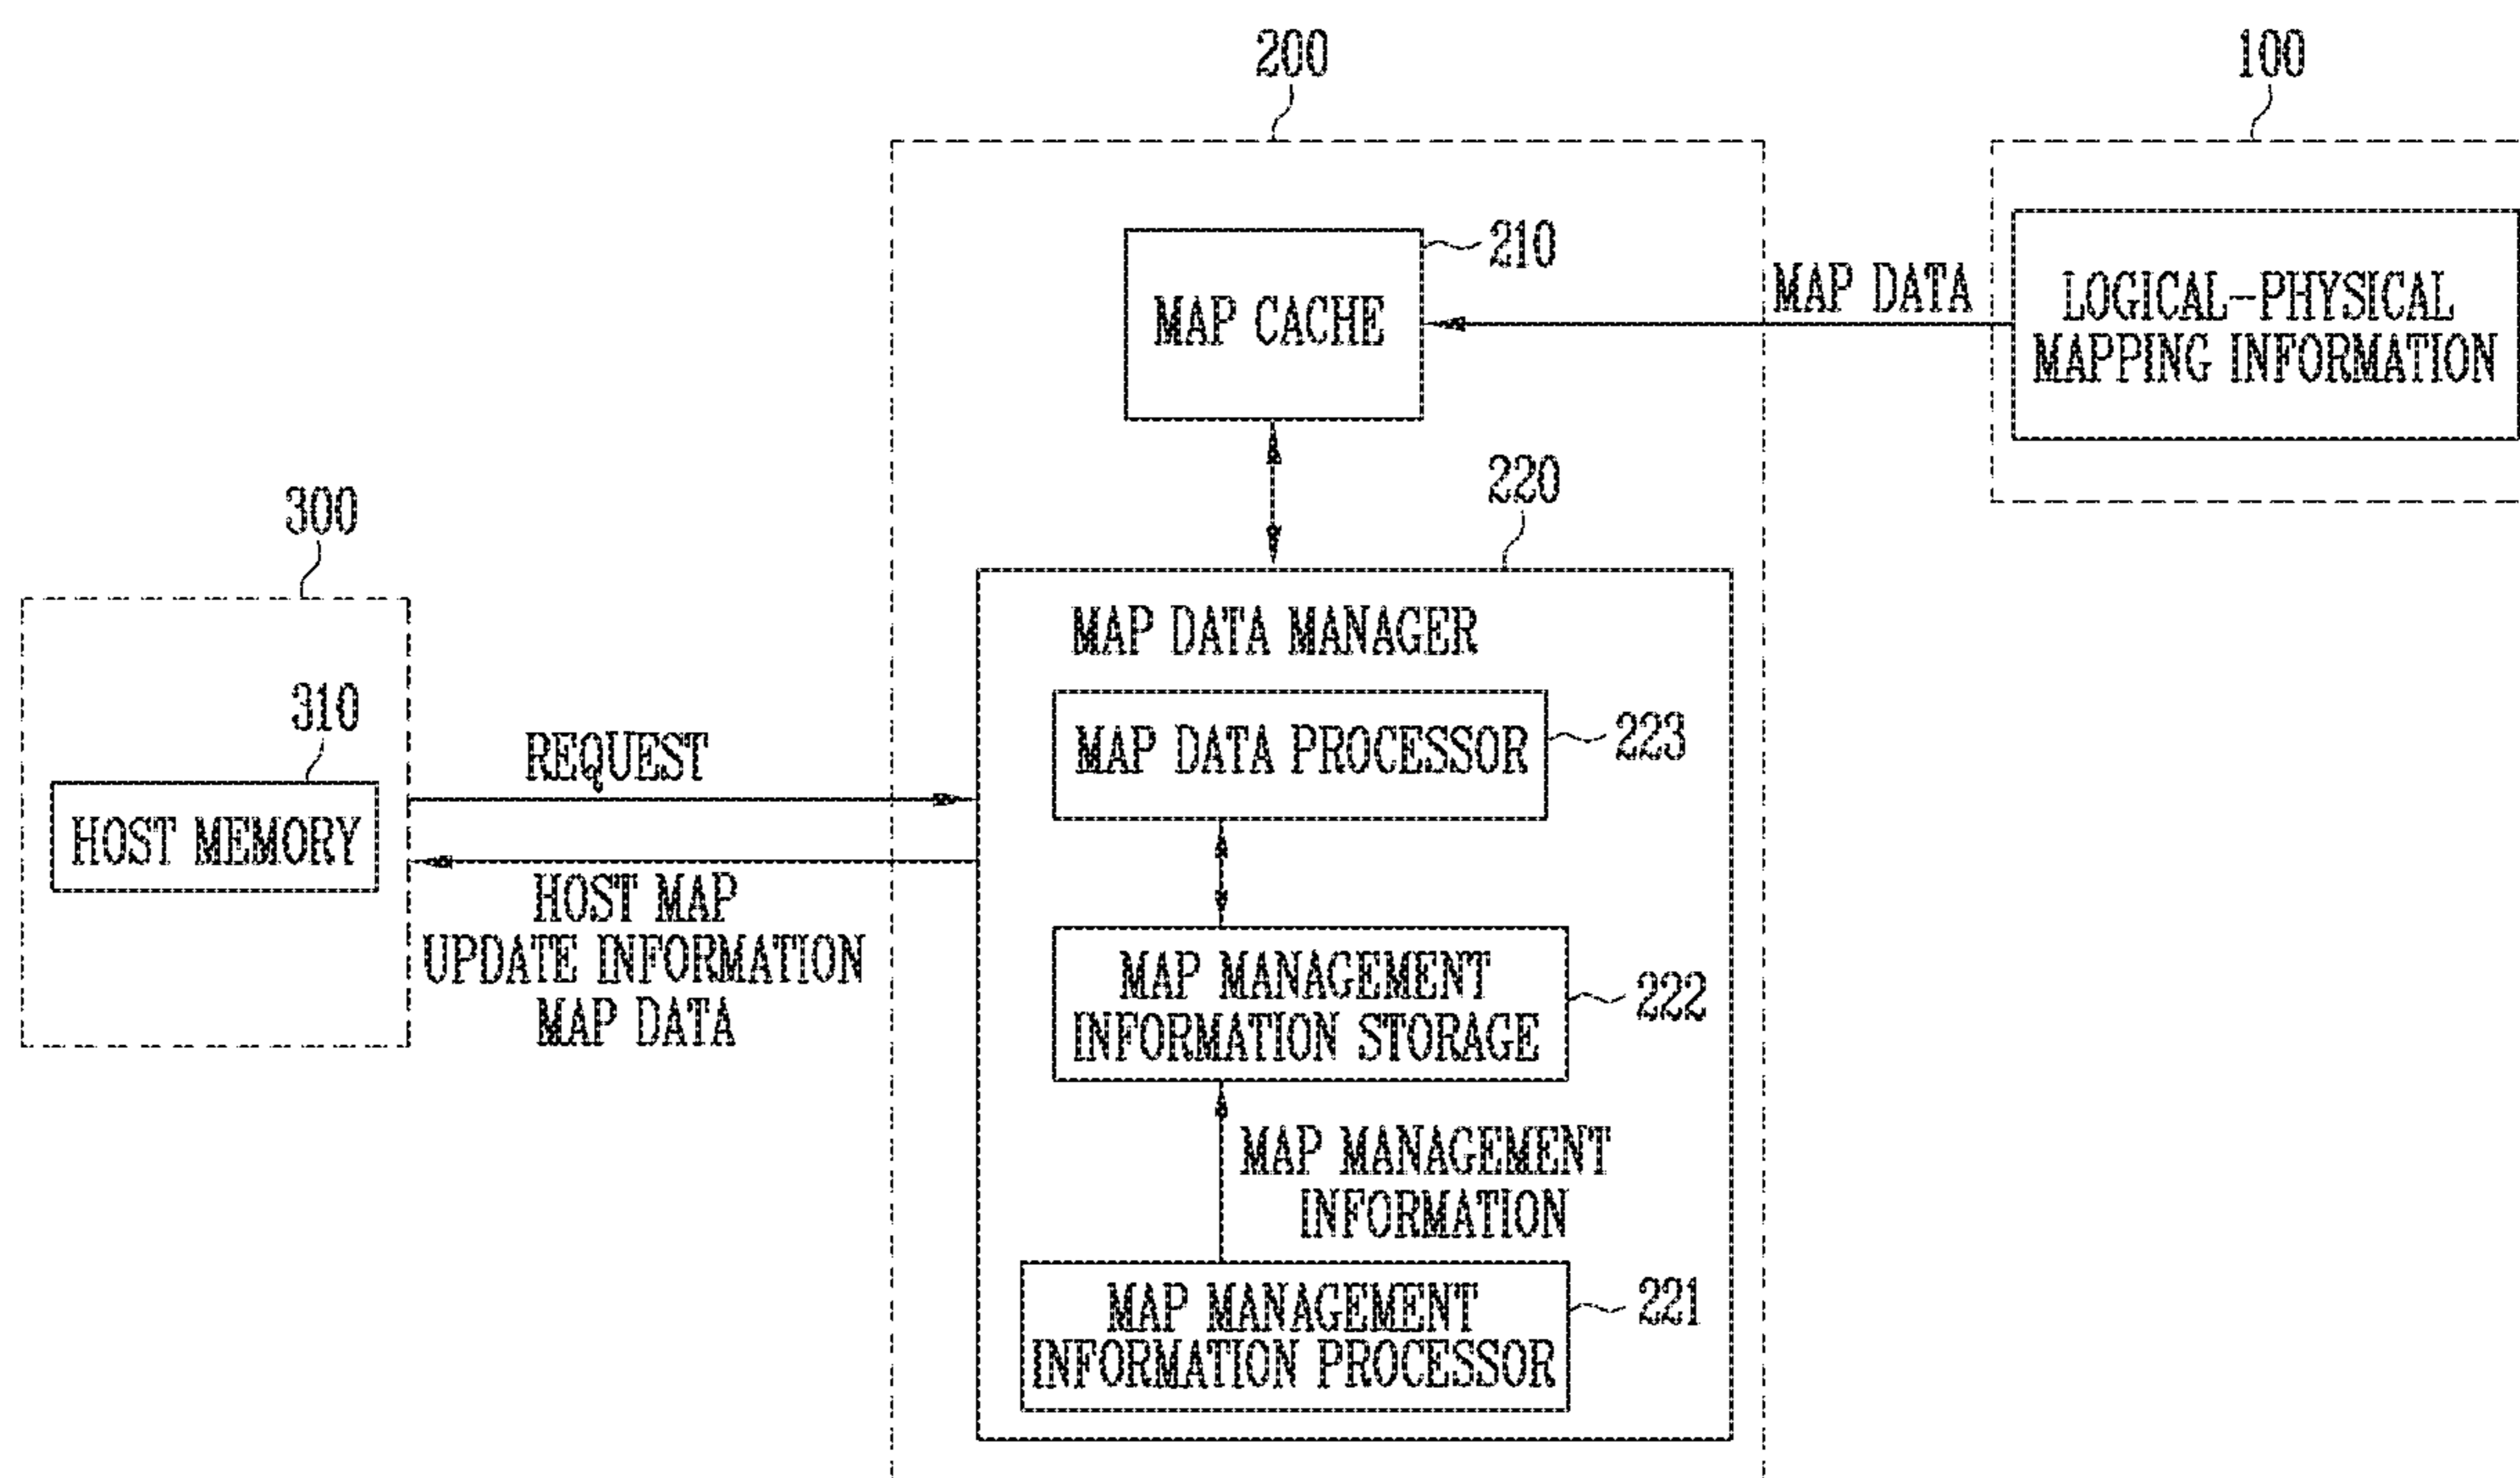 200
100
210
MAP CACHE
MAP DATA
LOGICAL-PHYSICAL
MAPPING INFORMATION
220
300
MAP DATA MANAGER
310
MAP DATA PROCESSOR
223
REQUEST
HOST MEMORY
HOST MAP
UPDATE INFORMATION
MAP DATA
MAP MANAGEMENT
INFORMATION STORAGE
222
MAP MANAGEMENT
INFORMATION
MAP MANAGEMENT
INFORMATION PROCESSOR
221